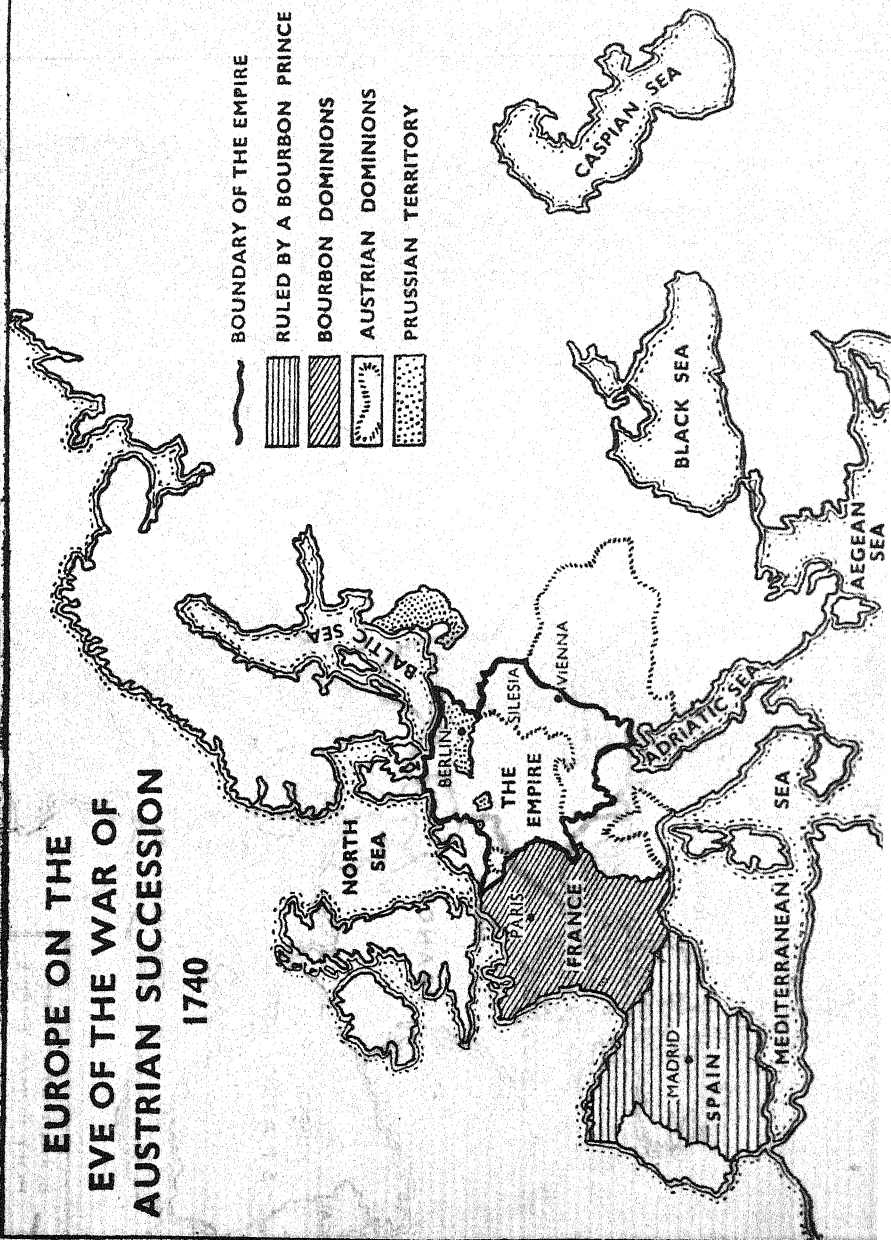 EUROPE ON THE
EVE OF THE WAR OF
AUSTRIAN SUCCESSION
1740
BOUNDARY OF THE EMPIRE
RULED BY A BOURBON PRINCE
BOURBON DOMINIONS
AUSTRIAN DOMINIONS
PRUSSIAN TERRITORY
NORTH
SEA
BALTIC SEA
BERLIN
SILESIA
THE
EMPIRE
VIENNA
PARIS
FRANCE
MADRID
SPAIN
MEDITERRANEAN
SEA
ADRIATIC SEA
AEGEAN
SEA
BLACK SEA
CASPIAN SEA